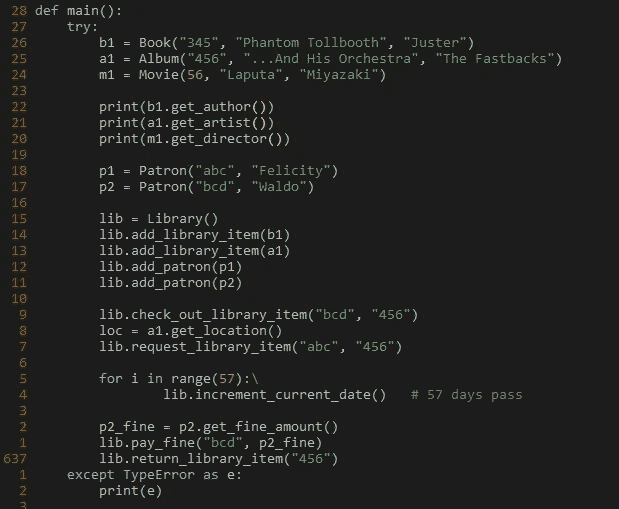 28 def main():
27     try:
26         b1 = Book("345", "Phantom Tollbooth", "Juster")
25         a1 = Album("456", "...And His Orchestra", "The Fastbacks")
24         m1 = Movie(56, "Laputa", "Miyazaki")
23
22         print(b1.get_author())
21         print(a1.get_artist())
20         print(m1.get_director())
19
18         p1 = Patron("abc", "Felicity")
17         p2 = Patron("bcd", "Waldo")
16
15         lib = Library()
14         lib.add_library_item(b1)
13         lib.add_library_item(a1)
12         lib.add_patron(p1)
11         lib.add_patron(p2)
10
9         lib.check_out_library_item("bcd", "456")
8         loc = a1.get_location()
7         lib.request_library_item("abc", "456")
6
5         for i in range(57):\
4                 lib.increment_current_date()   # 57 days pass
3
2         p2_fine = p2.get_fine_amount()
1         lib.pay_fine("bcd", p2_fine)
637         lib.return_library_item("456")
1     except TypeError as e:
2         print(e)
3